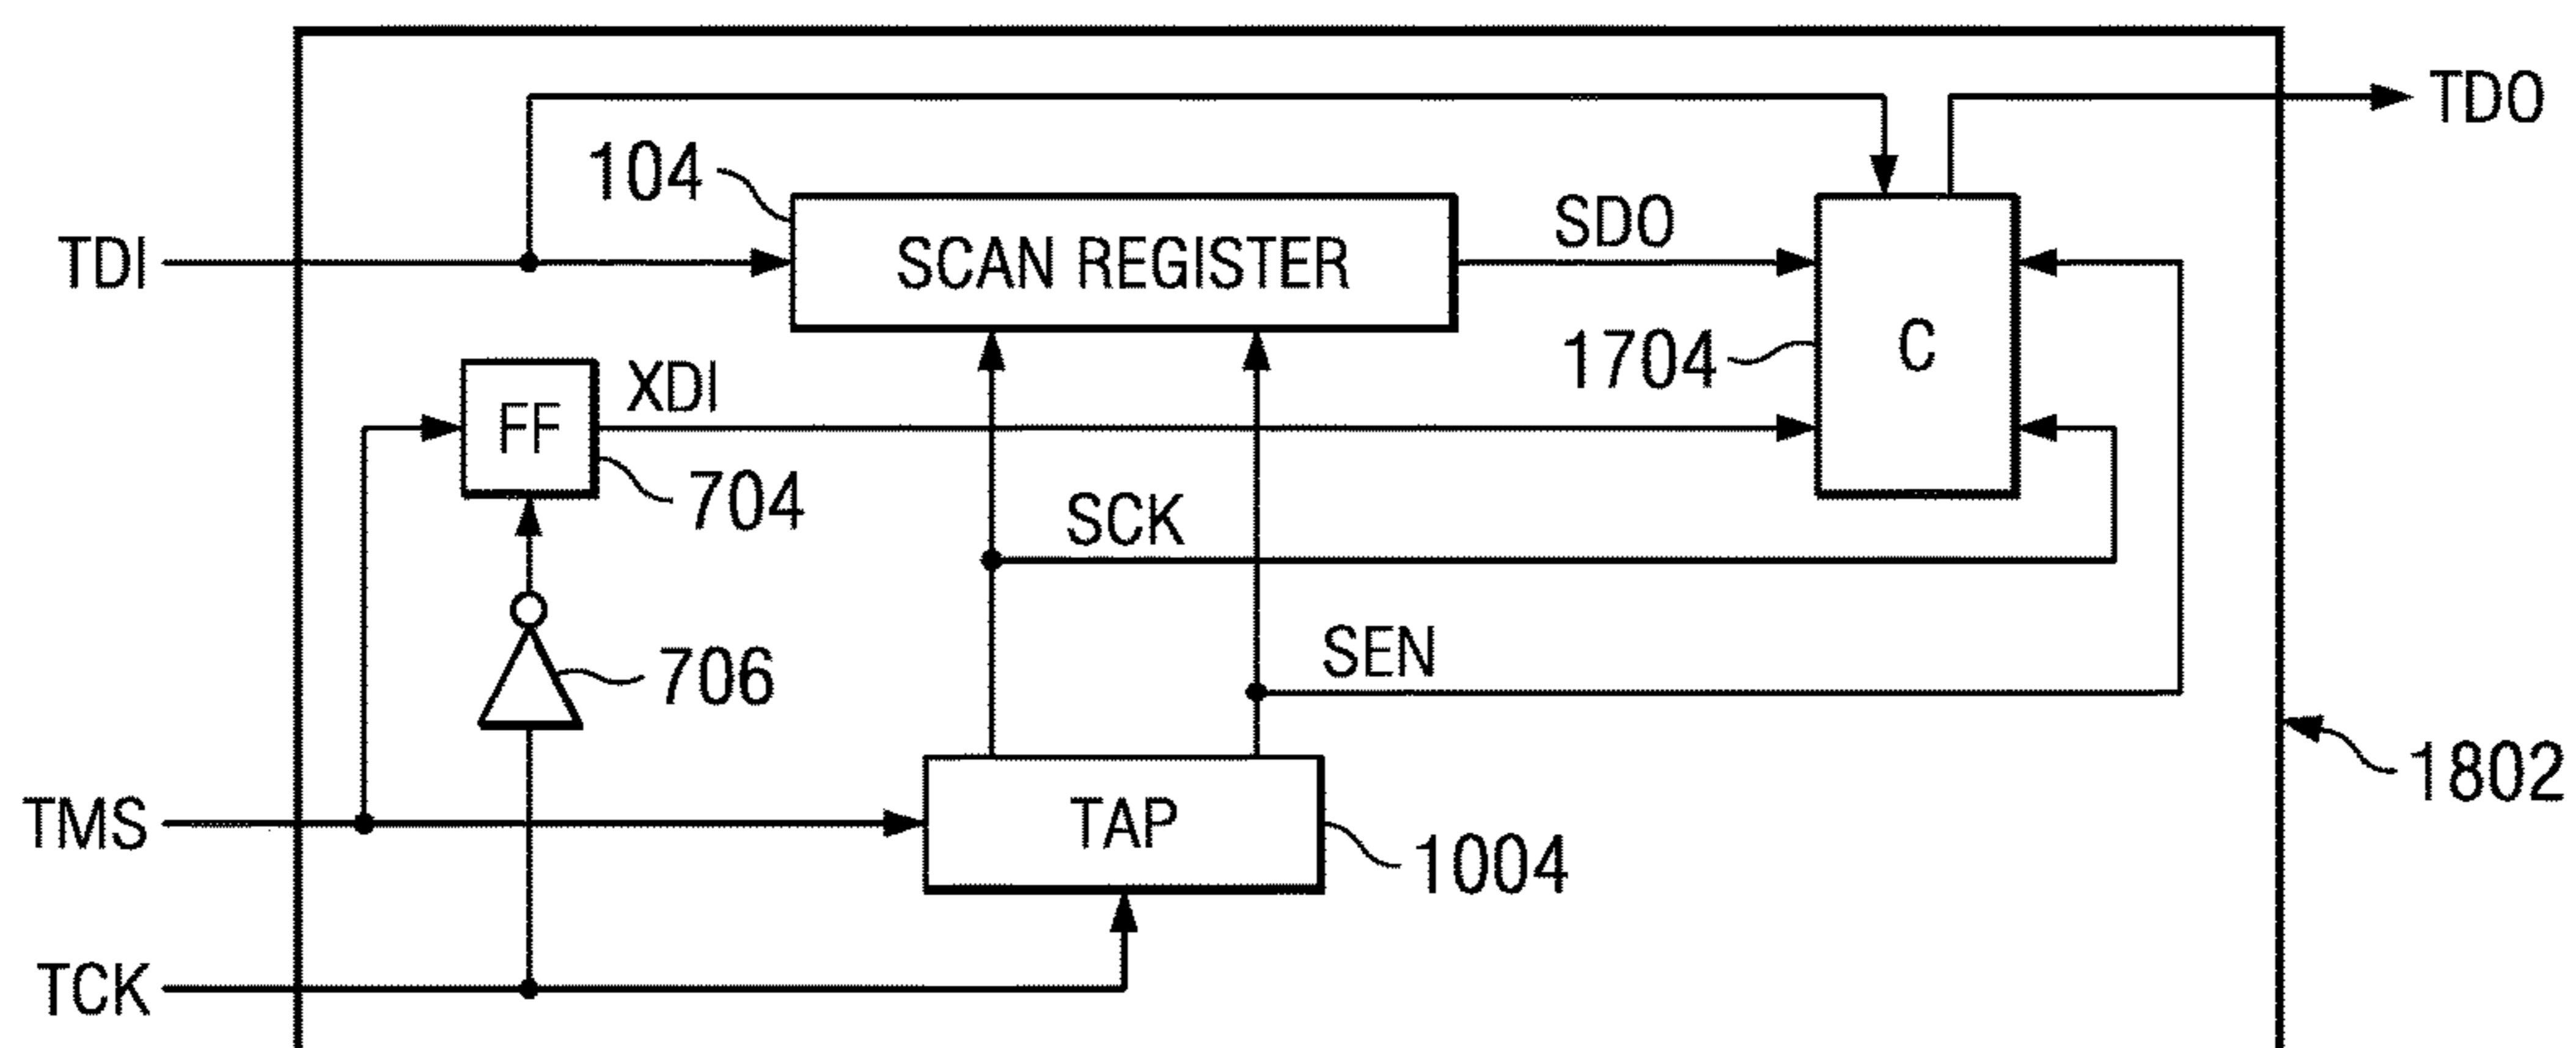 TDO
104
SDO
TDI
SCAN REGISTER
1704
C
XDI
FF
704
SCK
SEN
706
1802
TMS
TAP
1004
TCK